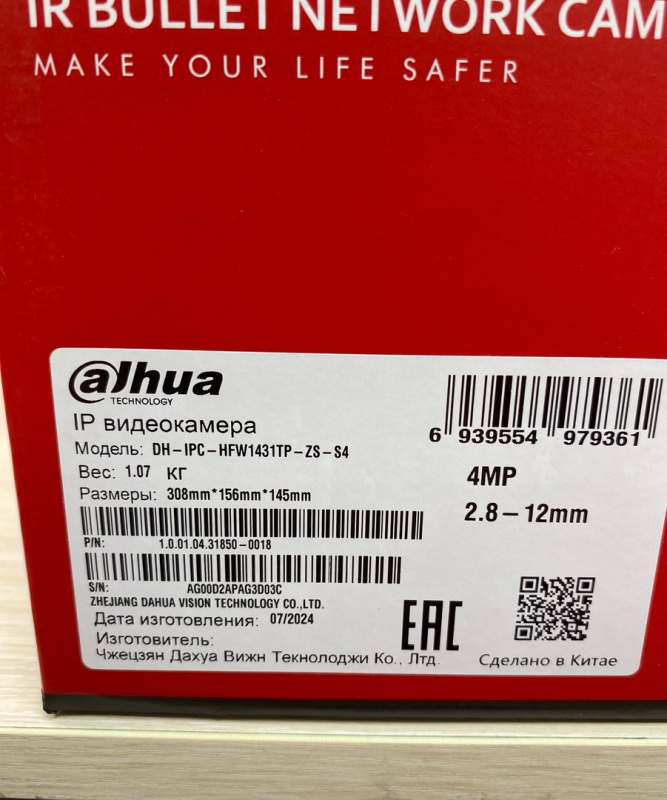 IR BULLET NETWORK CAM
MAKE YOUR LIFE SAFER
alhua
TECHNOLOGY
IP видеокамера
Модель: DH-IPC-HFW1431TP-ZS-S4
Вес: 1.07 КГ
Размеры: 308mm*156mm*145mm
P/N: 1.0.01.04.31850-0018
S/N: AG00D2APAG3D03C
ZHEJIANG DAHUA VISION TECHNOLOGY CO.,LTD.
Дата изготовления: 07/2024
Изготовитель:
Чжецзян Дахуа Вижн Текнолоджи Ко., Лтд.
6 939554 979361
4MP
2.8-12mm
EAC
Сделано в Китае